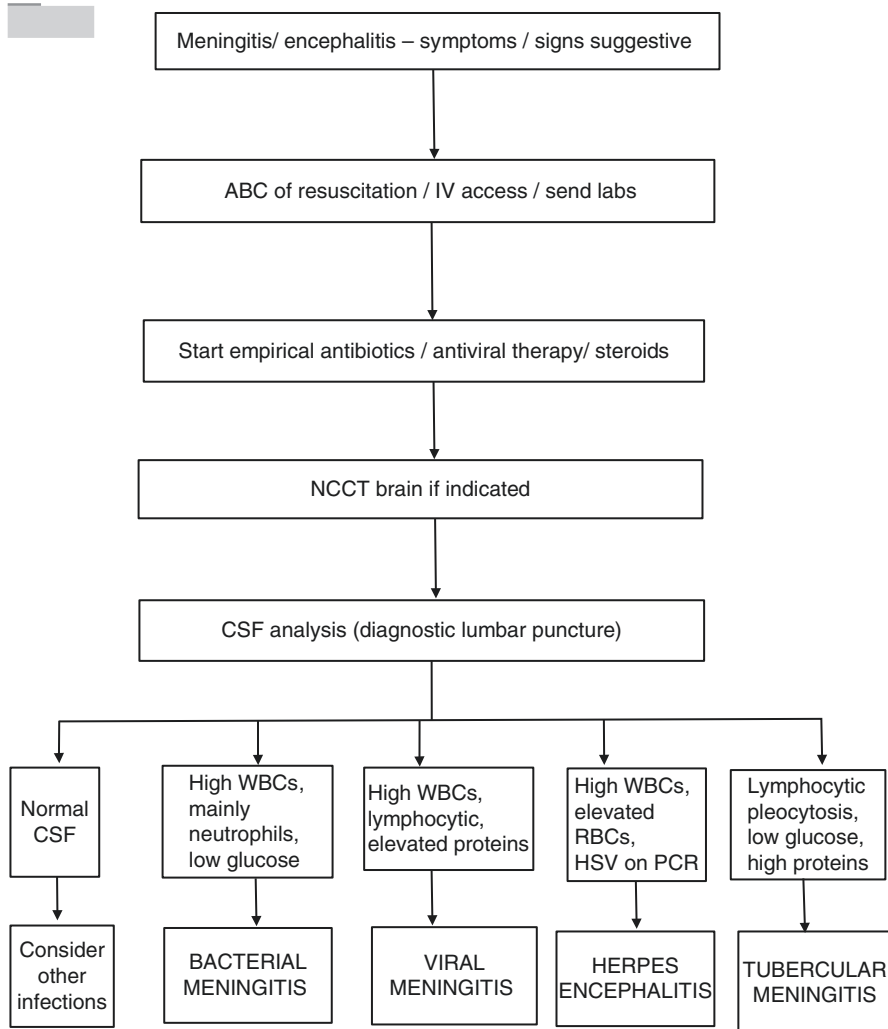 Meningitis/ encephalitis – symptoms / signs suggestive
ABC of resuscitation / IV access / send labs
Start empirical antibiotics / antiviral therapy/ steroids
NCCT brain if indicated
CSF analysis (diagnostic lumbar puncture)
Normal
CSF
High WBCs,
mainly
neutrophils,
low glucose
High WBCs,
lymphocytic,
elevated proteins
High WBCs,
elevated
RBCs,
HSV on PCR
Lymphocytic
pleocytosis,
low glucose,
high proteins
Consider
other
infections
BACTERIAL
MENINGITIS
VIRAL
MENINGITIS
HERPES
ENCEPHALITIS
TUBERCULAR
MENINGITIS